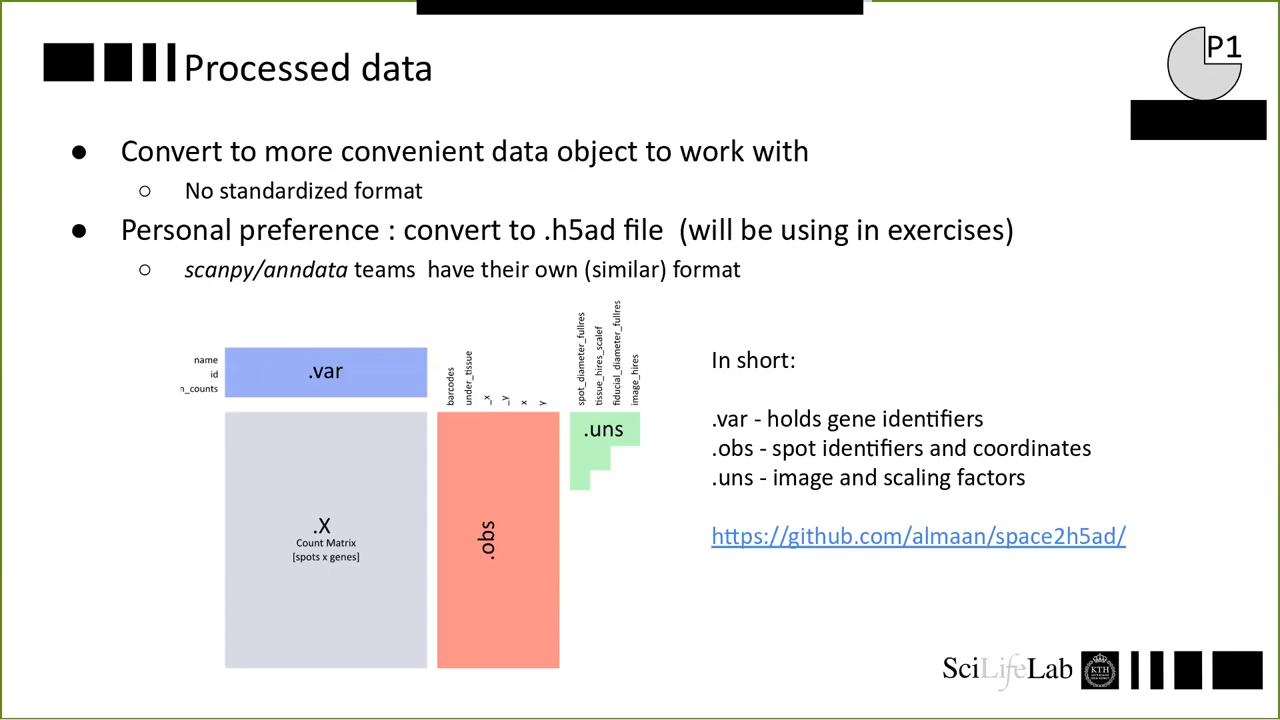 P1
Processed data
● Convert to more convenient data object to work with
○ No standardized format
● Personal preference : convert to .h5ad file (will be using in exercises)
○ scanpy/anndata teams have their own (similar) format
name
id
n_counts
.var
barcodes
under_tissue
_x
_y
x
y
spot_diameter_fullres
tissue_hires_scalef
fiducial_diameter_fullres
image_hires
.X
Count Matrix
[spots x genes]
.obs
.uns
In short:
.var - holds gene identifiers
.obs - spot identifiers and coordinates
.uns - image and scaling factors
https://github.com/almaan/space2h5ad/
SciLifeLab
KTH